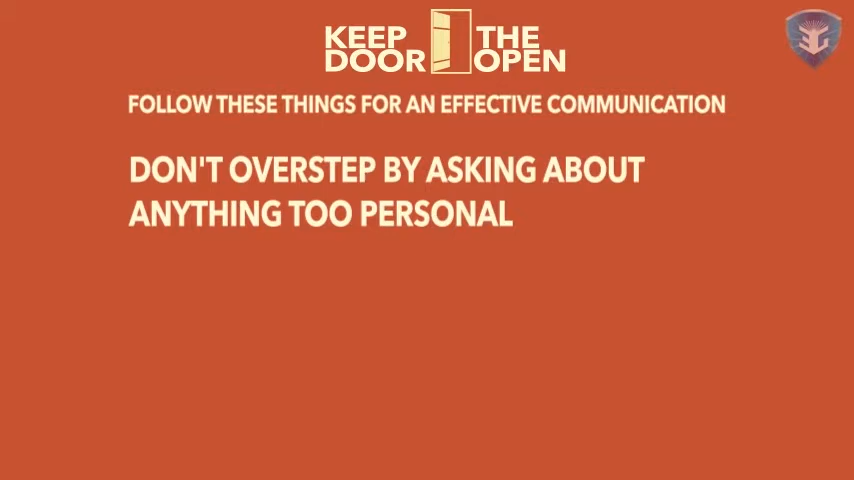 KEEP THE
DOOR OPEN
FOLLOW THESE THINGS FOR AN EFFECTIVE COMMUNICATION
DON'T OVERSTEP BY ASKING ABOUT
ANYTHING TOO PERSONAL